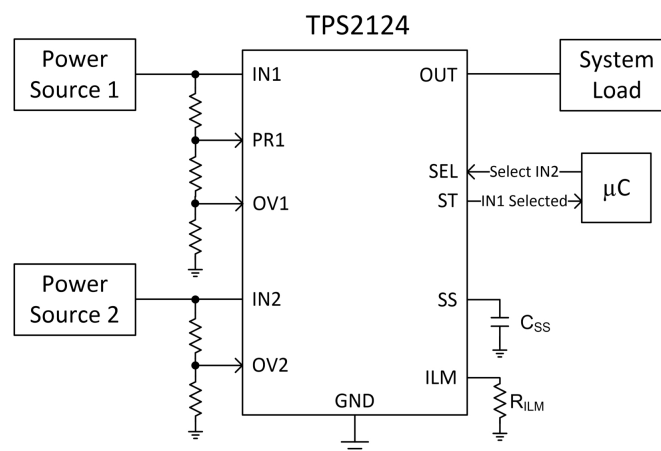 TPS2124
Power
Source 1
IN1
OUT
System
Load
PR1
SEL
Select IN2
µC
OV1
ST
IN1 Selected
Power
Source 2
IN2
SS
CSS
OV2
ILM
RILM
GND